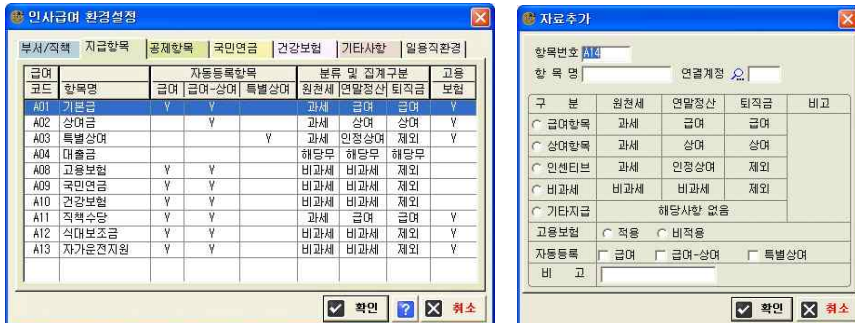 인사급여 환경설정
부서/직책 지급항목 공제항목 국민연금 건강보험 기타사항 일용직환경
급여 자동등록항목 분류 및 집계구분 고용
코드 항목명 급여 급여-상여 특별상여 원천세 연말정산 퇴직금 보험
A01 기본급 Y Y 과세 급여 급여 Y
A02 상여금 Y 과세 상여 상여 Y
A03 특별상여 Y 과세 인정상여 제외 Y
A04 대출금 해당무 해당무 해당무
A08 고용보험 Y Y 비과세 비과세 제외
A09 국민연금 Y Y 비과세 비과세 제외
A10 건강보험 Y Y 비과세 비과세 제외
A11 직책수당 Y Y 과세 급여 급여 Y
A12 식대보조금 Y Y 비과세 비과세 제외 Y
A13 자가운전지원 Y Y 비과세 비과세 제외 Y
확인 ? 취소
자료추가
항목번호 A14
항 목 명 연결계정
구 분 원천세 연말정산 퇴직금 비고
급여항목 과세 급여 급여
상여항목 과세 상여 상여
인센티브 과세 인정상여 제외
비과세 비과세 비과세 제외
기타지급 해당사항 없음
고용보험 적용 비적용
자동등록 급여 급여-상여 특별상여
비 고
확인 취소